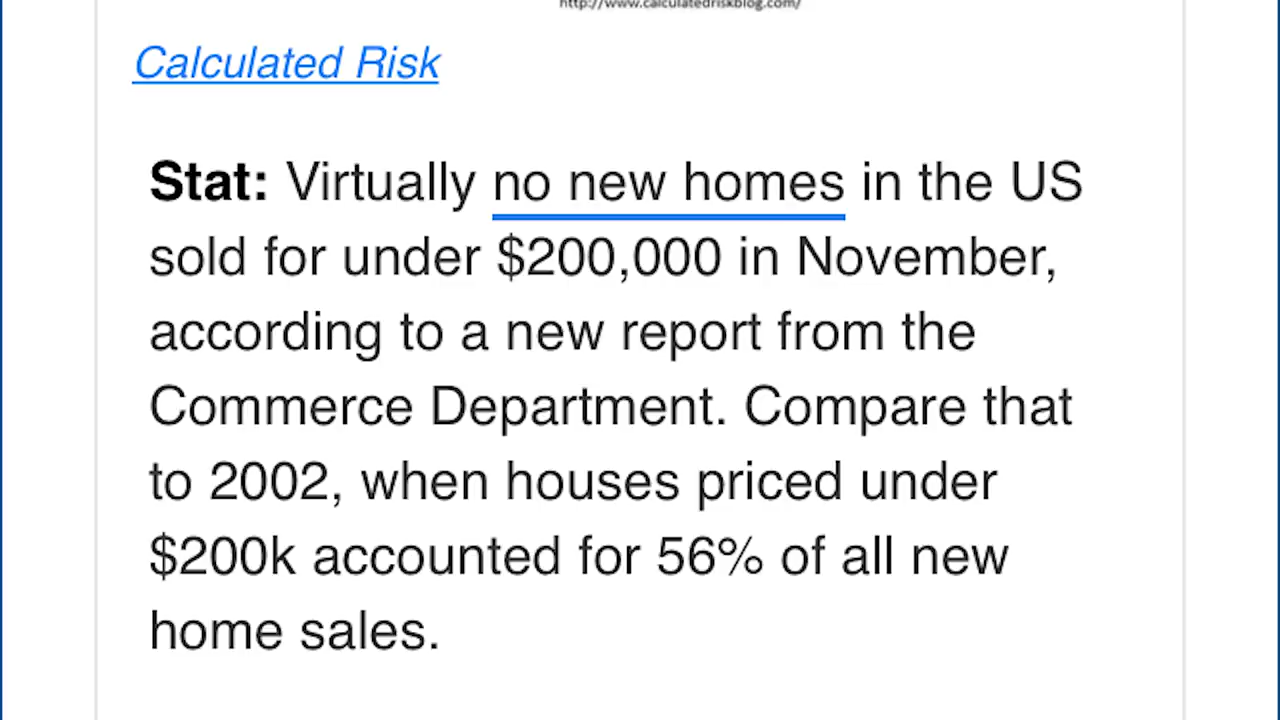 http://www.calculatedriskblog.com/
Calculated Risk
Stat: Virtually no new homes in the US
sold for under $200,000 in November,
according to a new report from the
Commerce Department. Compare that
to 2002, when houses priced under
$200k accounted for 56% of all new
home sales.